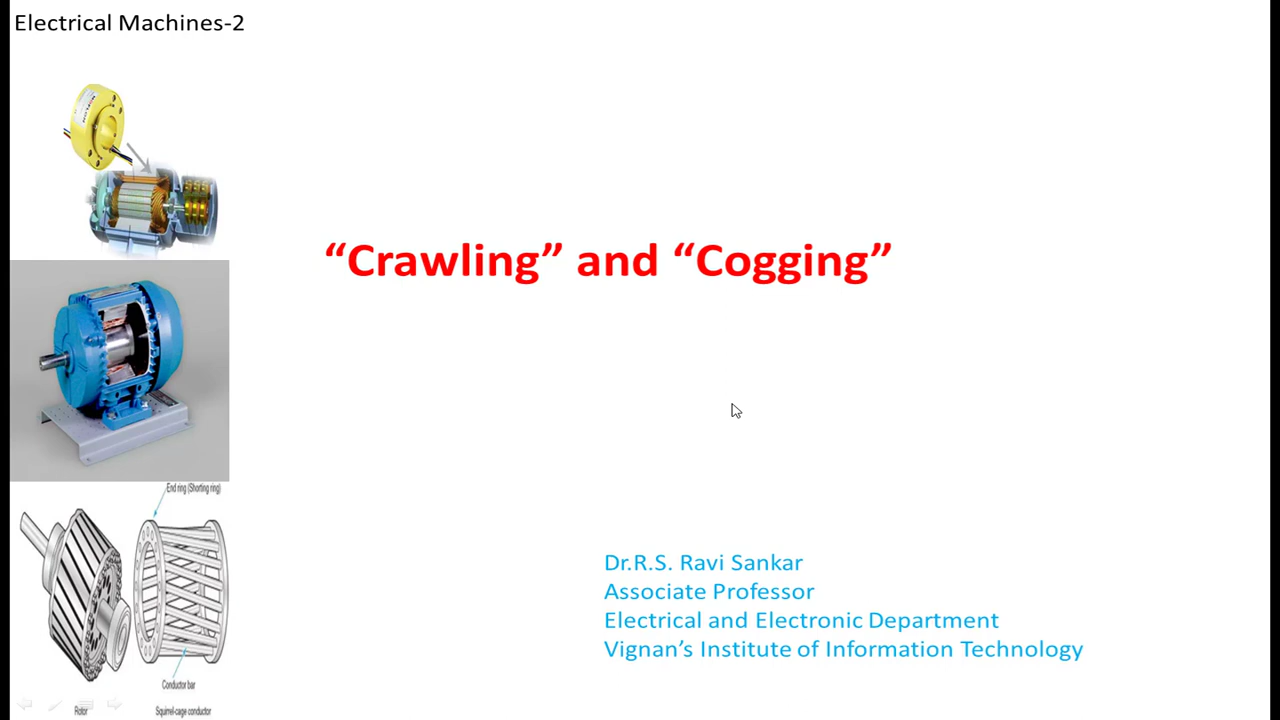 Electrical Machines-2
“Crawling” and “Cogging”
End ring (Shorting ring)
Dr.R.S. Ravi Sankar
Associate Professor
Electrical and Electronic Department
Vignan’s Institute of Information Technology
Conductor bar
Rotor
Squirrel-cage conductor